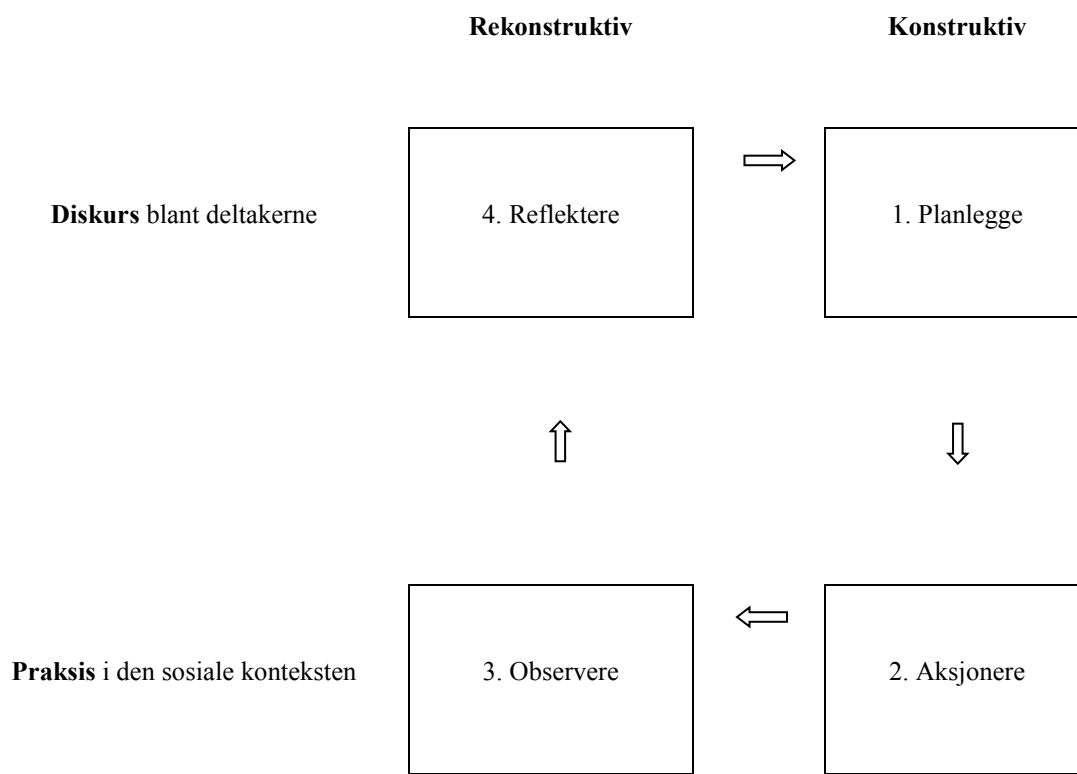 Rekonstruktiv Konstruktiv
Diskurs blant deltakerne 4. Reflektere 1. Planlegge
Praksis i den sosiale konteksten 3. Observere 2. Aksjonere